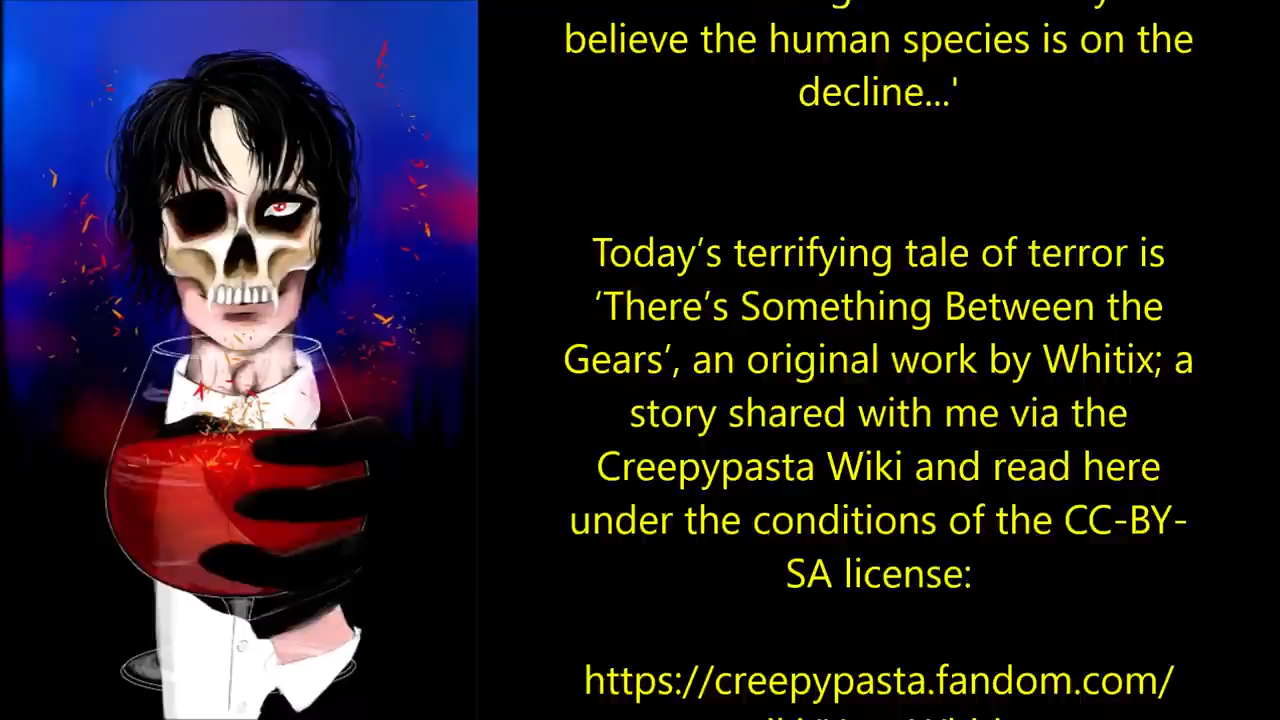 believe the human species is on the
decline...'
Today’s terrifying tale of terror is
‘There’s Something Between the
Gears’, an original work by Whitix; a
story shared with me via the
Creepypasta Wiki and read here
under the conditions of the CC-BY-
SA license:
https://creepypasta.fandom.com/